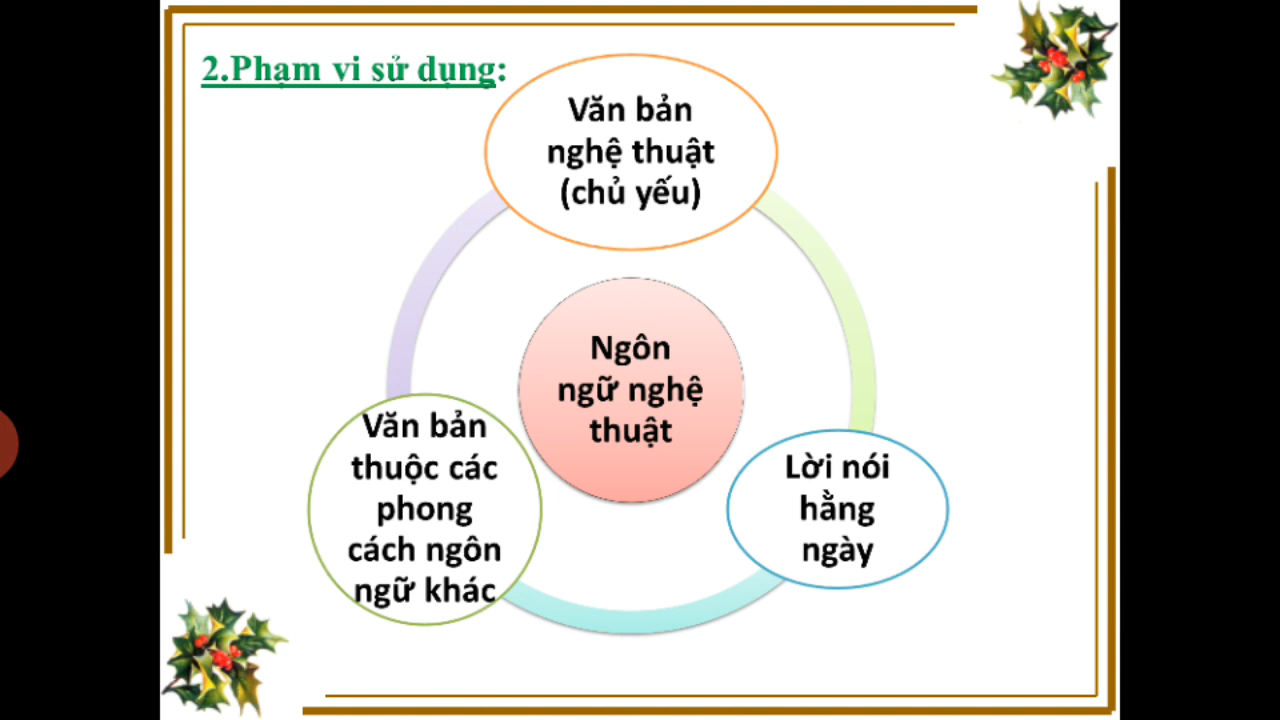 2.Phạm vi sử dụng:
Văn bản
nghệ thuật
(chủ yếu)
Ngôn
ngữ nghệ
thuật
Văn bản
thuộc các
phong
cách ngôn
ngữ khác
Lời nói
hằng
ngày